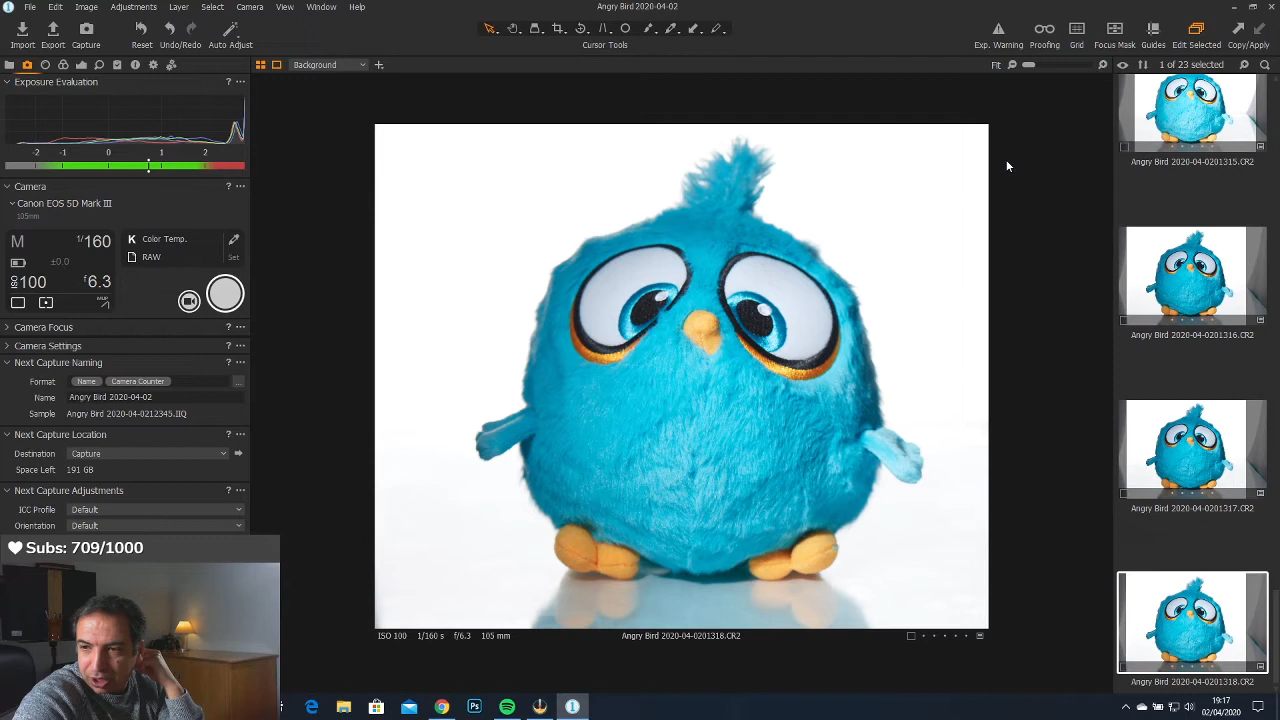 File Edit Image Adjustments Layer Select Camera View Window Help
Angry Bird 2020-04-02
Import Export Capture Reset Undo/Redo Auto Adjust
Cursor Tools
Exp. Warning Proofing Grid Focus Mask Guides Edit Selected Copy/Apply
Background
Fit
1 of 23 selected
Exposure Evaluation ? ...
-2 -1 0 1 2
Camera ? ...
Canon EOS 5D Mark III
105mm
M 1/160
±0.0
ISO 100 f6.3
K Color Temp.
RAW
Set
MUP
Camera Focus ? ...
Camera Settings ? ...
Next Capture Naming ? ...
Format Name Camera Counter ...
Name Angry Bird 2020-04-02
Sample Angry Bird 2020-04-0212345.IIQ
Next Capture Location ? ...
Destination Capture
Space Left 191 GB
Next Capture Adjustments ? ...
ICC Profile Default
Orientation Default
Subs: 709/1000
ISO 100 1/160 s f/6.3 105 mm
Angry Bird 2020-04-0201318.CR2
Angry Bird 2020-04-0201315.CR2
Angry Bird 2020-04-0201316.CR2
Angry Bird 2020-04-0201317.CR2
Angry Bird 2020-04-0201318.CR2
Ps
19:17
02/04/2020